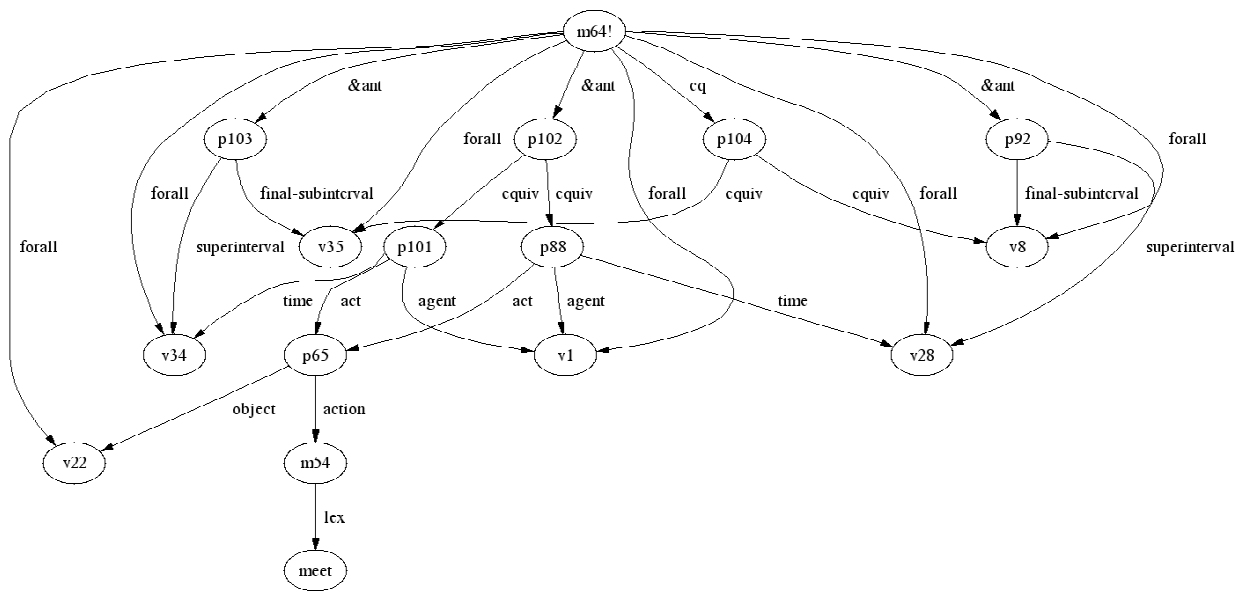 m64!
&ant &ant cq &ant
p103 p102 p104 p92
forall forall
forall final-subinterval cquiv cquiv forall cquiv cquiv forall final-subinterval
forall superinterval v35 p101 p88 v8 superinterval
time act agent act agent time
v34 p65 v1 v28
object action
v22 m54
lex
meet